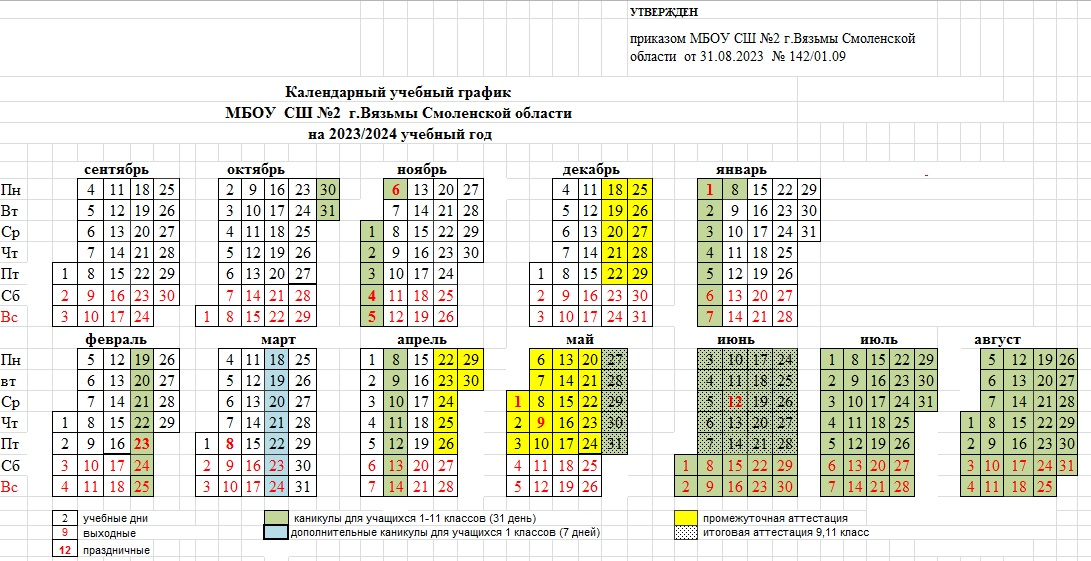 УТВЕРЖДЕН
приказом МБОУ СШ №2 г.Вязьмы Смоленской
области от 31.08.2023 № 142/01.09
Календарный учебный график
МБОУ СШ №2 г.Вязьмы Смоленской области
на 2023/2024 учебный год
сентябрь октябрь ноябрь декабрь январь
Пн 4 11 18 25 2 9 16 23 30 6 13 20 27 4 11 18 25 1 8 15 22 29
Вт 5 12 19 26 3 10 17 24 31 7 14 21 28 5 12 19 26 2 9 16 23 30
Ср 6 13 20 27 4 11 18 25 1 8 15 22 29 6 13 20 27 3 10 17 24 31
Чт 7 14 21 28 5 12 19 26 2 9 16 23 30 7 14 21 28 4 11 18 25
Пт 1 8 15 22 29 6 13 20 27 3 10 17 24 1 8 15 22 29 5 12 19 26
Сб 2 9 16 23 30 7 14 21 28 4 11 18 25 2 9 16 23 30 6 13 20 27
Вс 3 10 17 24 1 8 15 22 29 5 12 19 26 3 10 17 24 31 7 14 21 28
февраль март апрель май июнь июль август
Пн 5 12 19 26 4 11 18 25 1 8 15 22 29 6 13 20 27 3 10 17 24 1 8 15 22 29 5 12 19 26
вт 6 13 20 27 5 12 19 26 2 9 16 23 30 7 14 21 28 4 11 18 25 2 9 16 23 30 6 13 20 27
Ср 7 14 21 28 6 13 20 27 3 10 17 24 1 8 15 22 29 5 12 19 26 3 10 17 24 31 7 14 21 28
Чт 1 8 15 22 29 7 14 21 28 4 11 18 25 2 9 16 23 30 6 13 20 27 4 11 18 25 1 8 15 22 29
Пт 2 9 16 23 1 8 15 22 29 5 12 19 26 3 10 17 24 31 7 14 21 28 5 12 19 26 2 9 16 23 30
Сб 3 10 17 24 2 9 16 23 30 6 13 20 27 4 11 18 25 1 8 15 22 29 6 13 20 27 3 10 17 24 31
Вс 4 11 18 25 3 10 17 24 31 7 14 21 28 5 12 19 26 2 9 16 23 30 7 14 21 28 4 11 18 25
2 учебные дни каникулы для учащихся 1-11 классов (31 день) промежуточная аттестация
9 выходные дополнительные каникулы для учащихся 1 классов (7 дней) итоговая аттестация 9,11 класс
12 праздничные